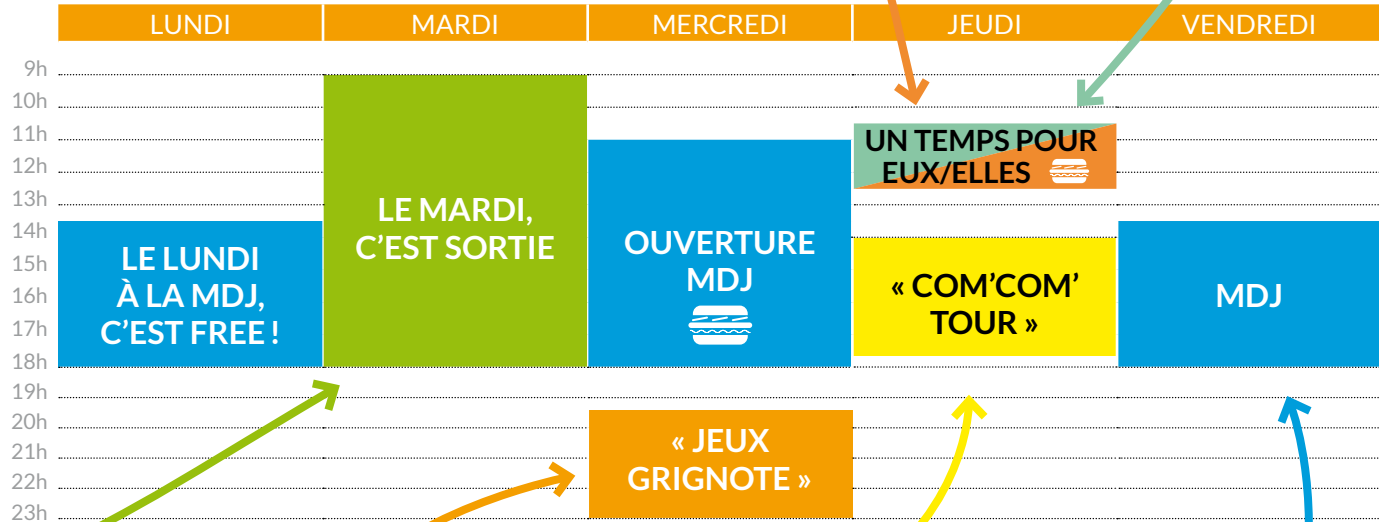 LUNDI
MARDI
MERCREDI
JEUDI
VENDREDI
9h
10h
11h
12h
13h
14h
15h
16h
17h
18h
19h
20h
21h
22h
23h
LE LUNDI
À LA MDJ,
C’EST FREE !
LE MARDI,
C’EST SORTIE
OUVERTURE
MDJ
« JEUX
GRIGNOTE »
UN TEMPS POUR
EUX/ELLES
« COM’COM’
TOUR »
MDJ